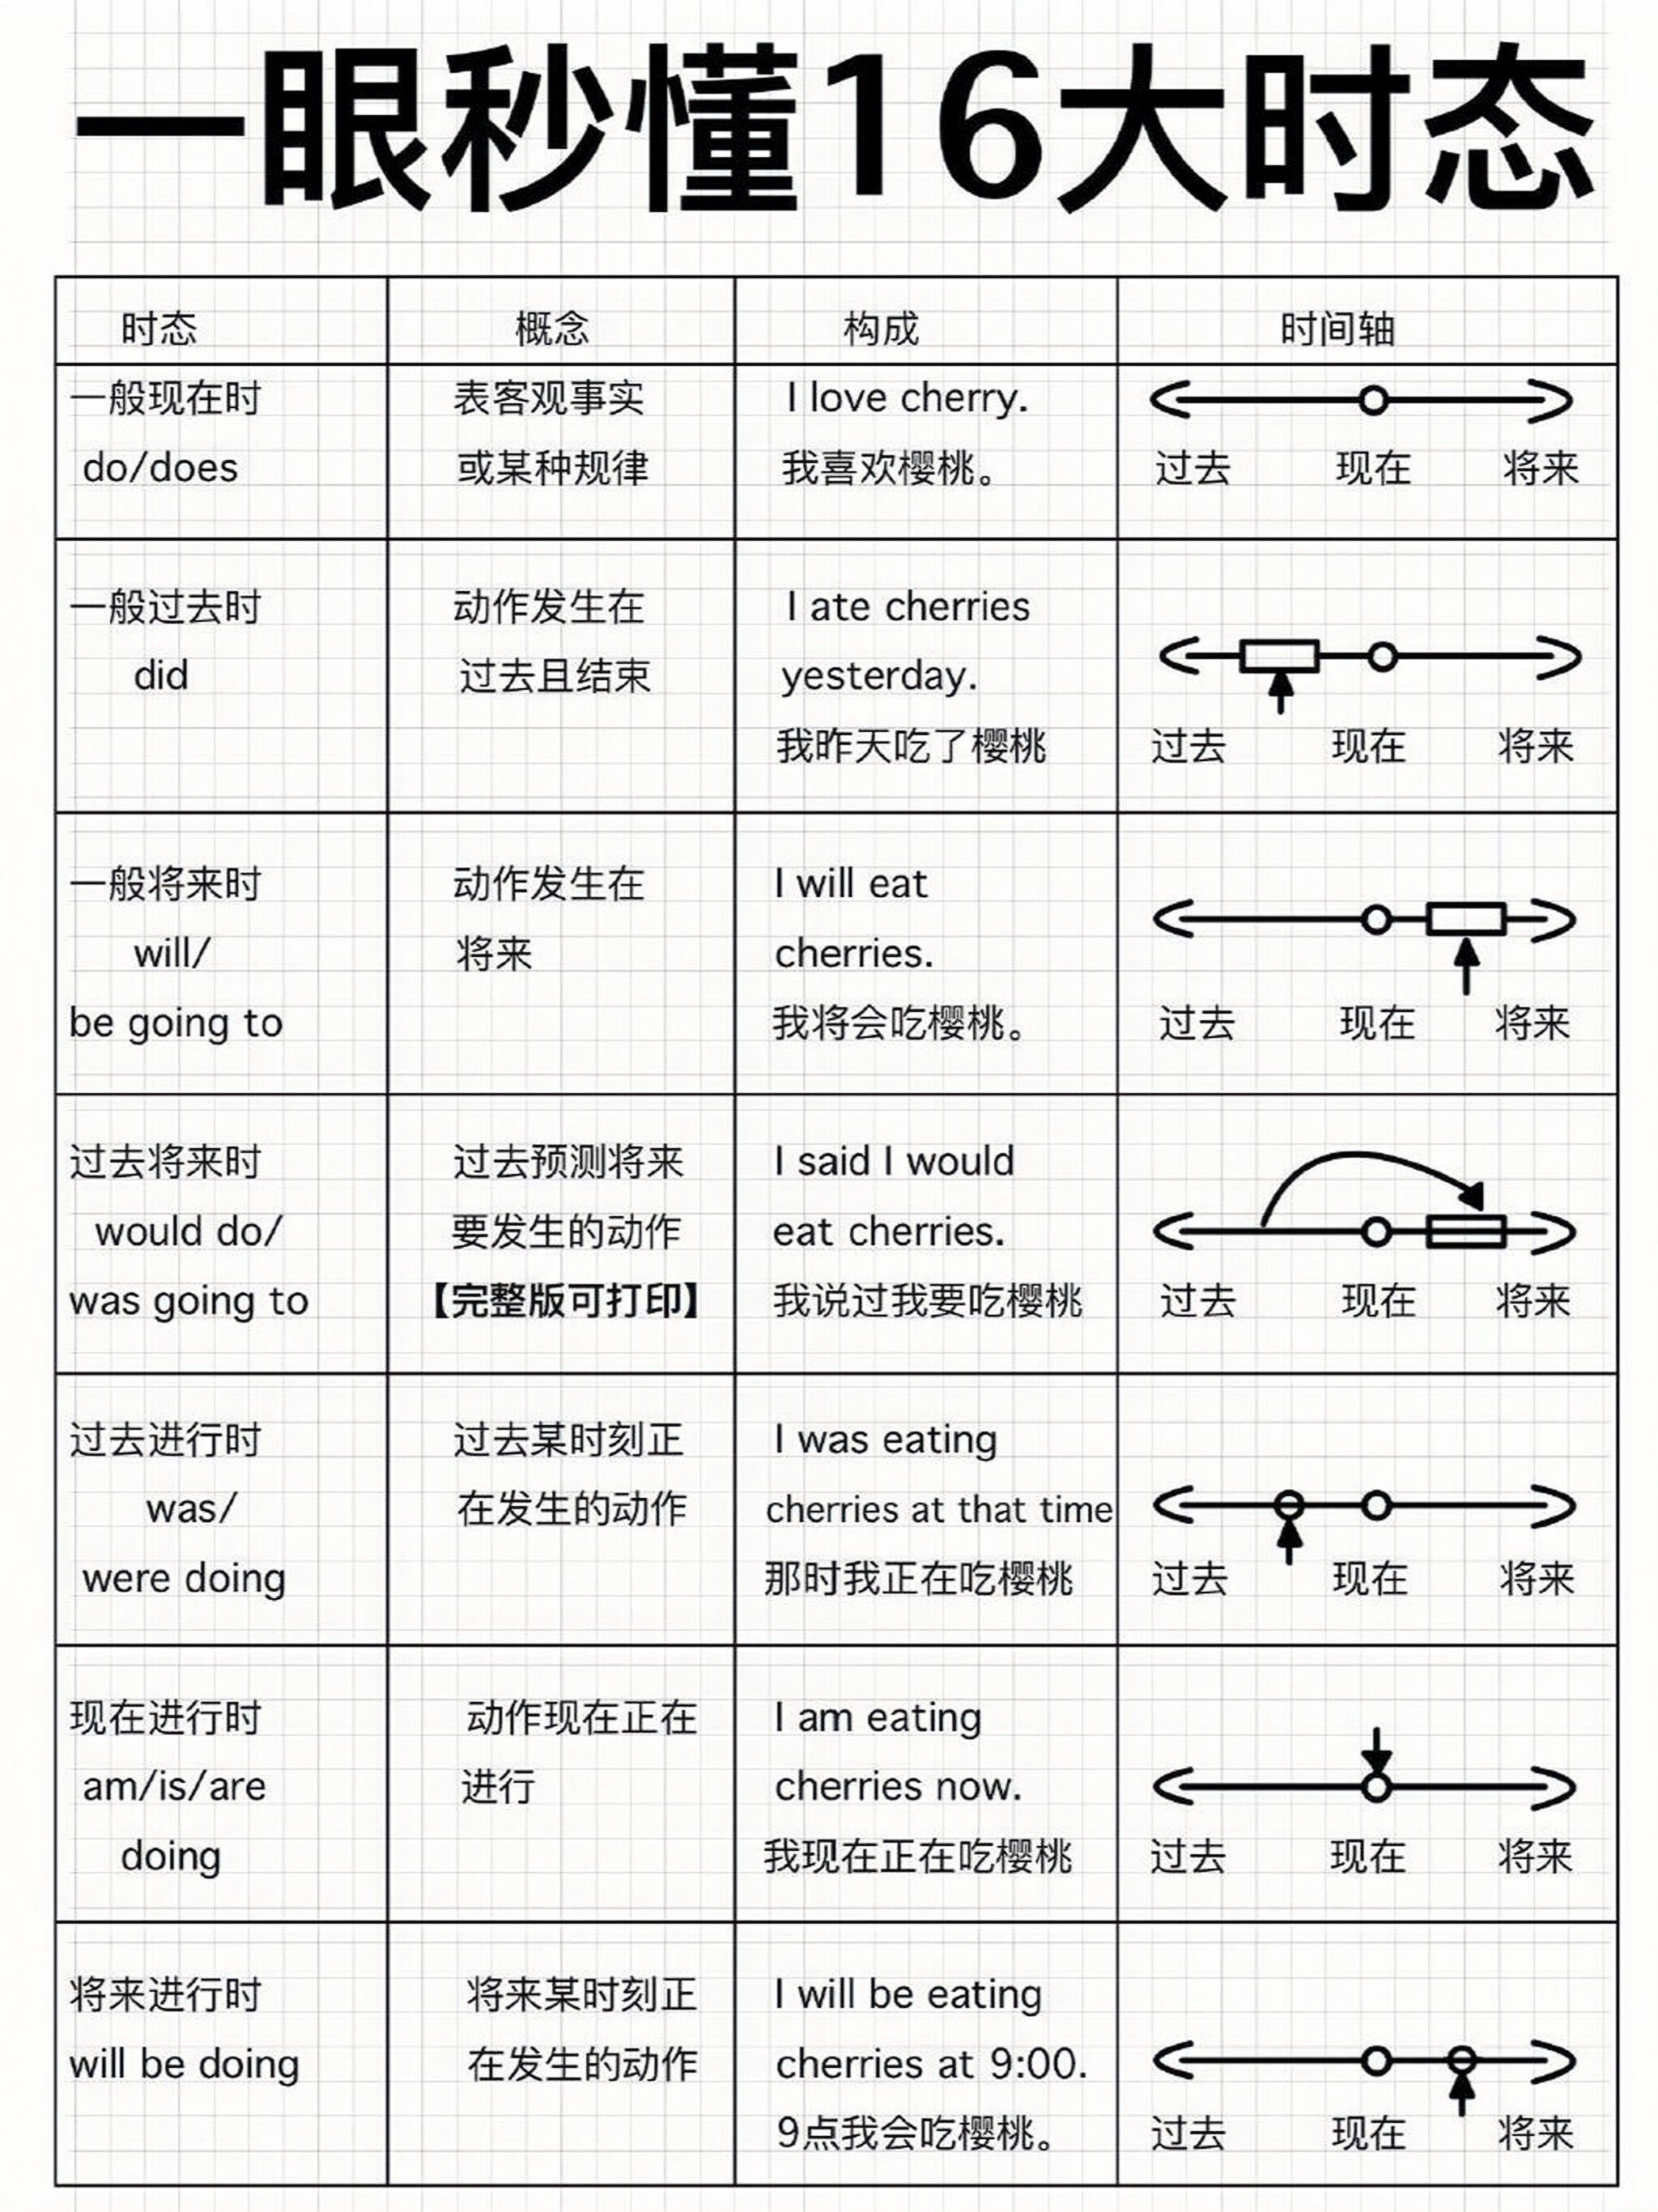 一眼秒懂16大时态
时态 概念 构成 时间轴
一般现在时 表客观事实 I love cherry.
do/does 或某种规律 我喜欢樱桃。 过去 现在 将来
一般过去时 动作发生在 I ate cherries
did 过去且结束 yesterday.
我昨天吃了樱桃 过去 现在 将来
一般将来时 动作发生在 I will eat
will/ 将来 cherries.
be going to 我将会吃樱桃。 过去 现在 将来
过去将来时 过去预测将来 I said I would
would do/ 要发生的动作 eat cherries.
was going to 【完整版可打印】 我说过我要吃樱桃 过去 现在 将来
过去进行时 过去某时刻正 I was eating
was/ 在发生的动作 cherries at that time
were doing 那时我正在吃樱桃 过去 现在 将来
现在进行时 动作现在正在 I am eating
am/is/are 进行 cherries now.
doing 我现在正在吃樱桃 过去 现在 将来
将来进行时 将来某时刻正 I will be eating
will be doing 在发生的动作 cherries at 9:00.
9点我会吃樱桃。 过去 现在 将来